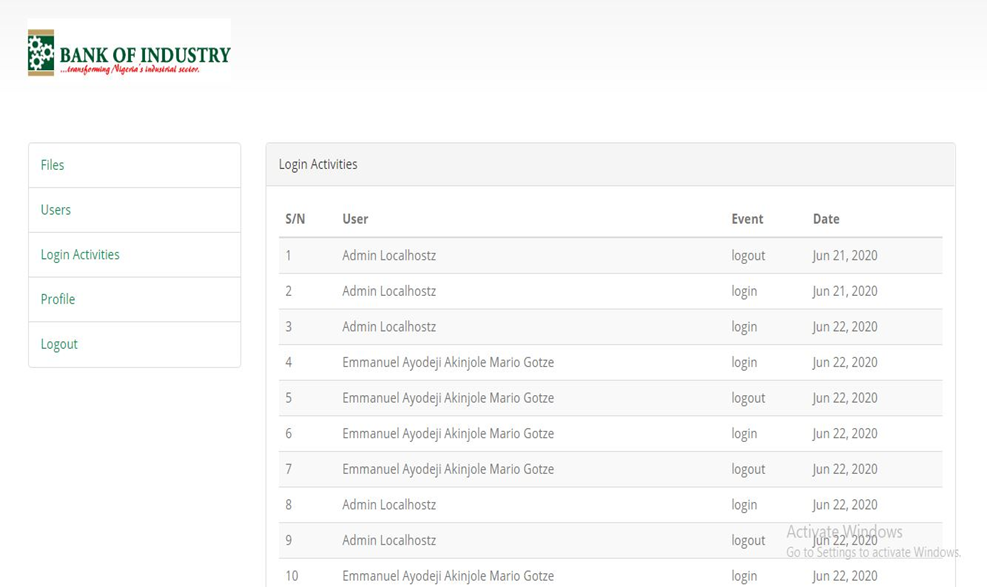 BANK OF INDUSTRY
...transforming Nigeria's industrial sector.
Files
Users
Login Activities
Profile
Logout
Login Activities
S/N User Event Date
1 Admin Localhostz logout Jun 21, 2020
2 Admin Localhostz login Jun 21, 2020
3 Admin Localhostz login Jun 22, 2020
4 Emmanuel Ayodeji Akinjole Mario Gotze login Jun 22, 2020
5 Emmanuel Ayodeji Akinjole Mario Gotze logout Jun 22, 2020
6 Emmanuel Ayodeji Akinjole Mario Gotze login Jun 22, 2020
7 Emmanuel Ayodeji Akinjole Mario Gotze logout Jun 22, 2020
8 Admin Localhostz login Jun 22, 2020
9 Admin Localhostz logout Jun 22, 2020
10 Emmanuel Ayodeji Akinjole Mario Gotze login Jun 22, 2020
Activate Windows
Go to Settings to activate Windows.